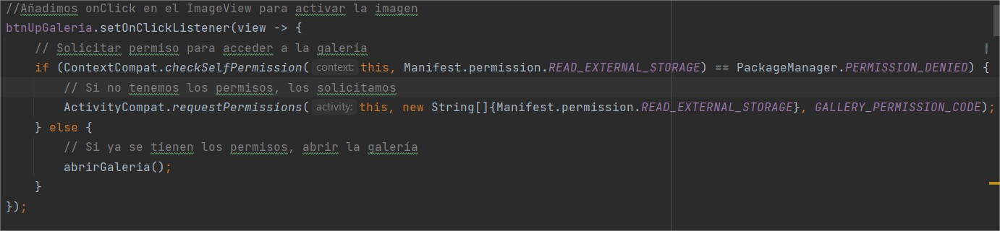 //Añadimos onClick en el ImageView para activar la imagen
btnUpGaleria.setOnClickListener(view -> {
    // Solicitar permiso para acceder a la galería
    if (ContextCompat.checkSelfPermission( context: this, Manifest.permission.READ_EXTERNAL_STORAGE) == PackageManager.PERMISSION_DENIED) {
        // Si no tenemos los permisos, los solicitamos
        ActivityCompat.requestPermissions( activity: this, new String[]{Manifest.permission.READ_EXTERNAL_STORAGE}, GALLERY_PERMISSION_CODE);
    } else {
        // Si ya se tienen los permisos, abrir la galería
        abrirGaleria();
    }
});